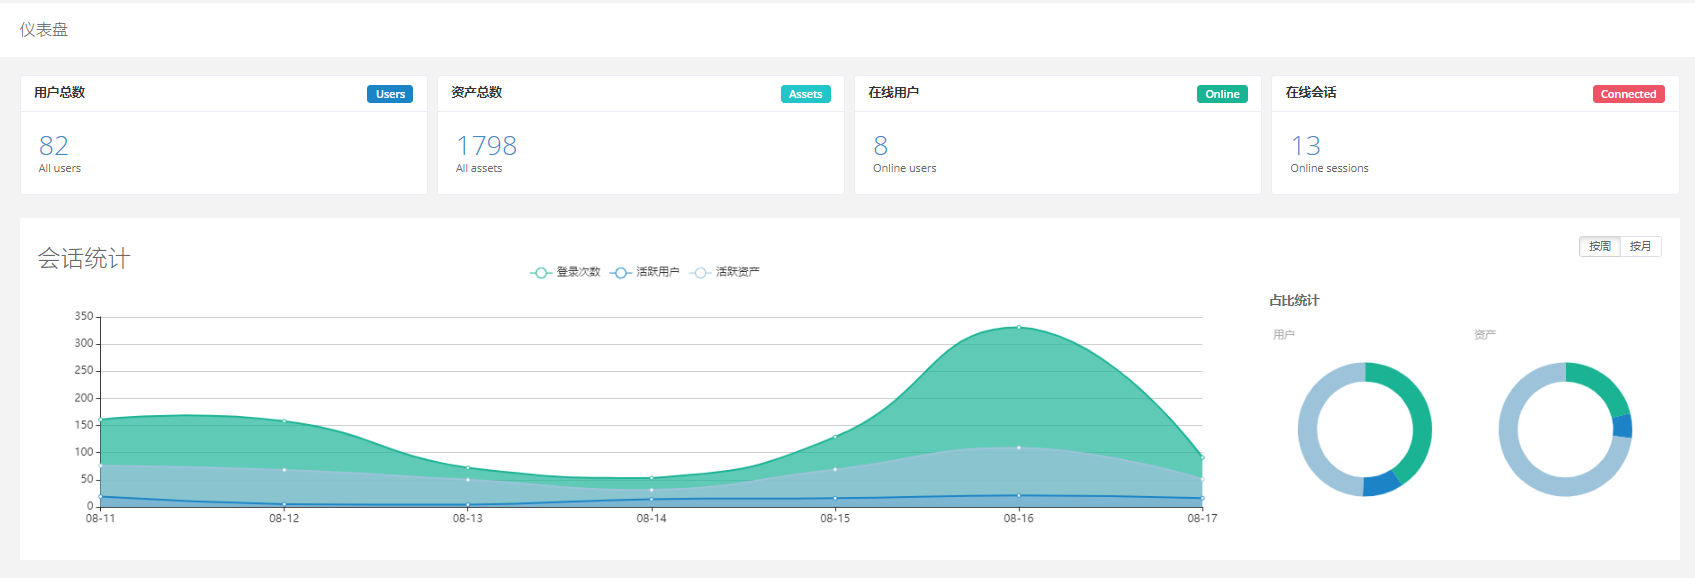 仪表盘
用户总数 Users
82
All users
资产总数 Assets
1798
All assets
在线用户 Online
8
Online users
在线会话 Connected
13
Online sessions
会话统计
按周 按月
登录次数 活跃用户 活跃资产
350
300
250
200
150
100
50
0
08-11 08-12 08-13 08-14 08-15 08-16 08-17
占比统计
用户 资产